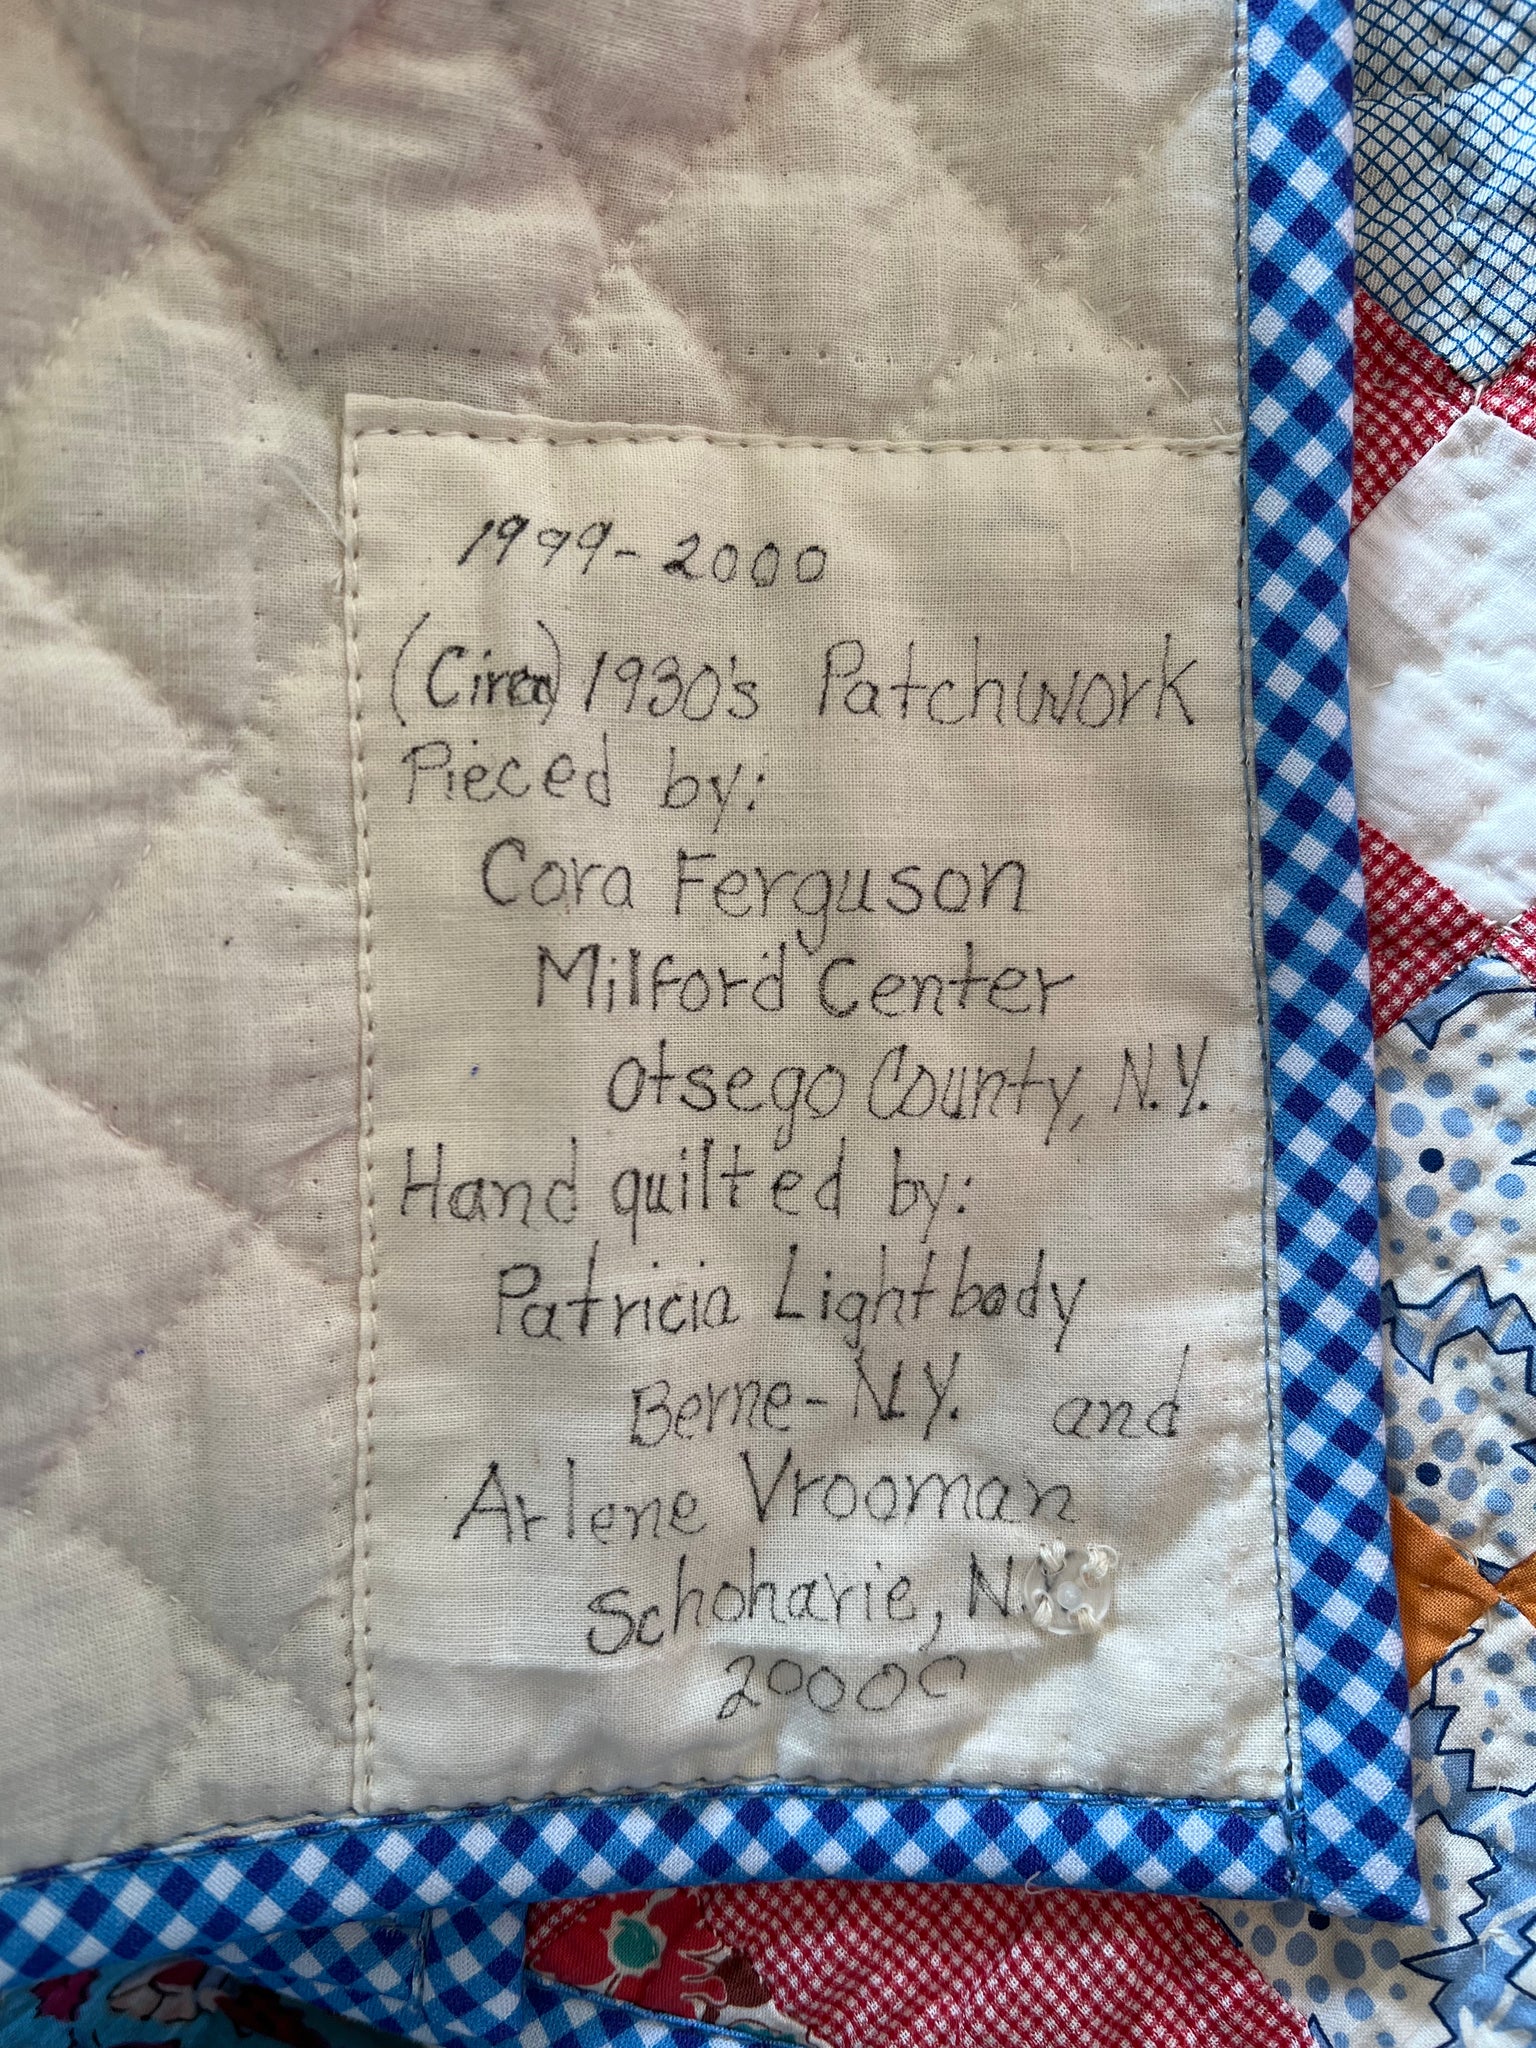 1999-2000
(Circa) 1930's Patchwork
Pieced by:
Cora Ferguson
Milford Center
Otsego County, N.Y.
Hand quilted by:
Patricia Lightbody
Berne-N.Y. and
Arlene Vrooman
Schoharie, N.
2000